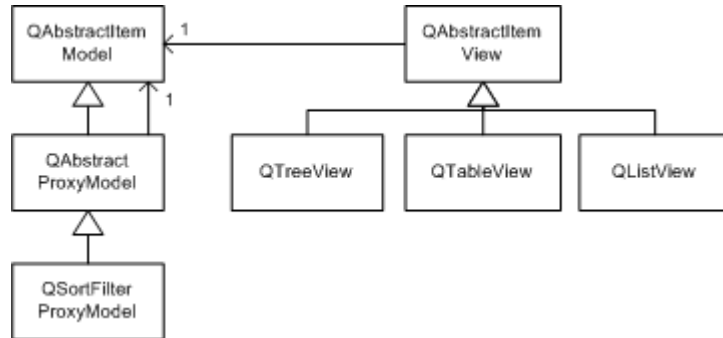 QAbstractItem
Model
1
QAbstractItem
View
1
QAbstract
ProxyModel
QTreeView
QTableView
QListView
QSortFilter
ProxyModel